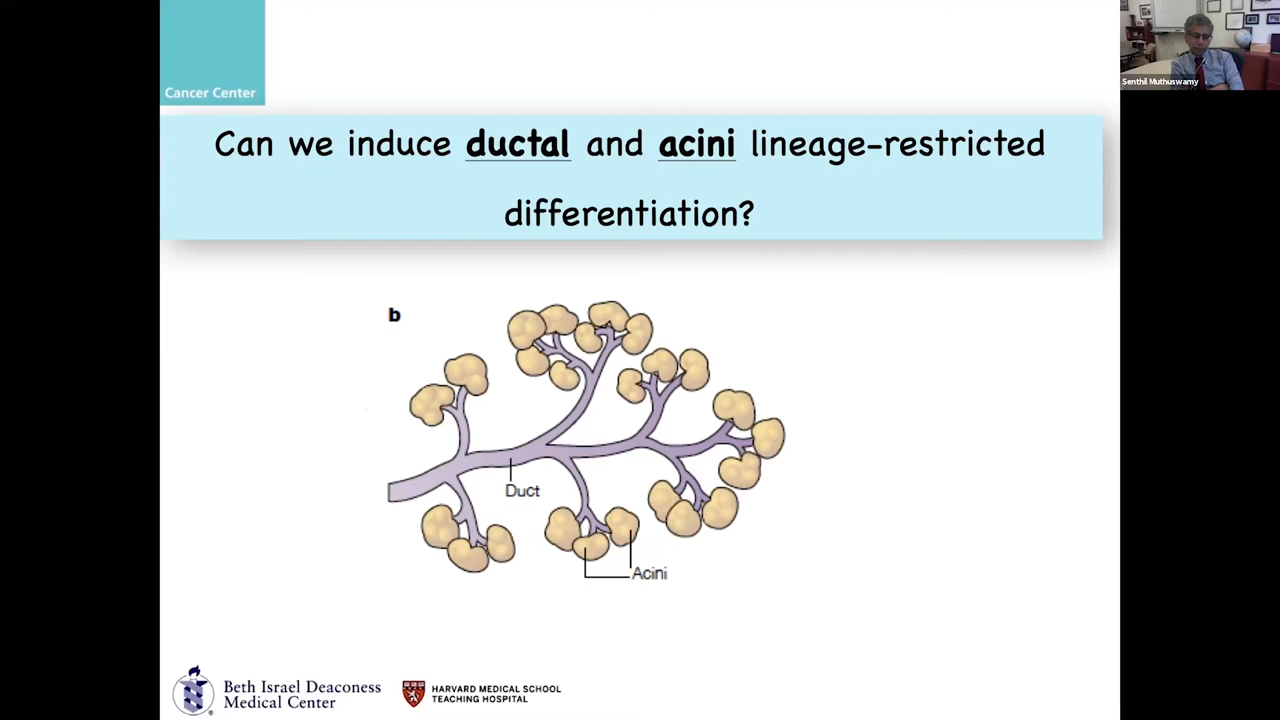 Cancer Center
Senthil Muthuswamy
Can we induce ductal and acini lineage-restricted
differentiation?
b
Duct
Acini
Beth Israel Deaconess
Medical Center
HARVARD MEDICAL SCHOOL
TEACHING HOSPITAL